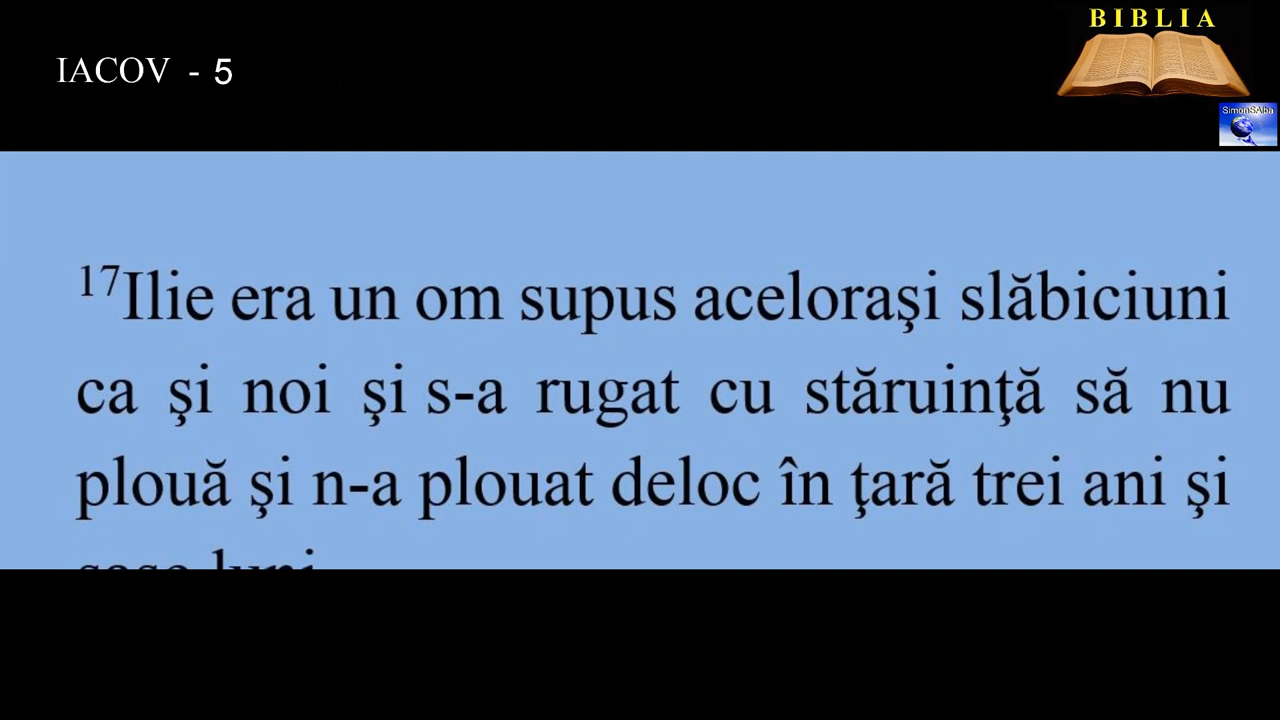 BIBLIA
IACOV - 5
SimonSAlba
17Ilie era un om supus aceloraşi slăbiciuni
ca şi noi şi s-a rugat cu stăruinţă să nu
plouă şi n-a plouat deloc în ţară trei ani şi